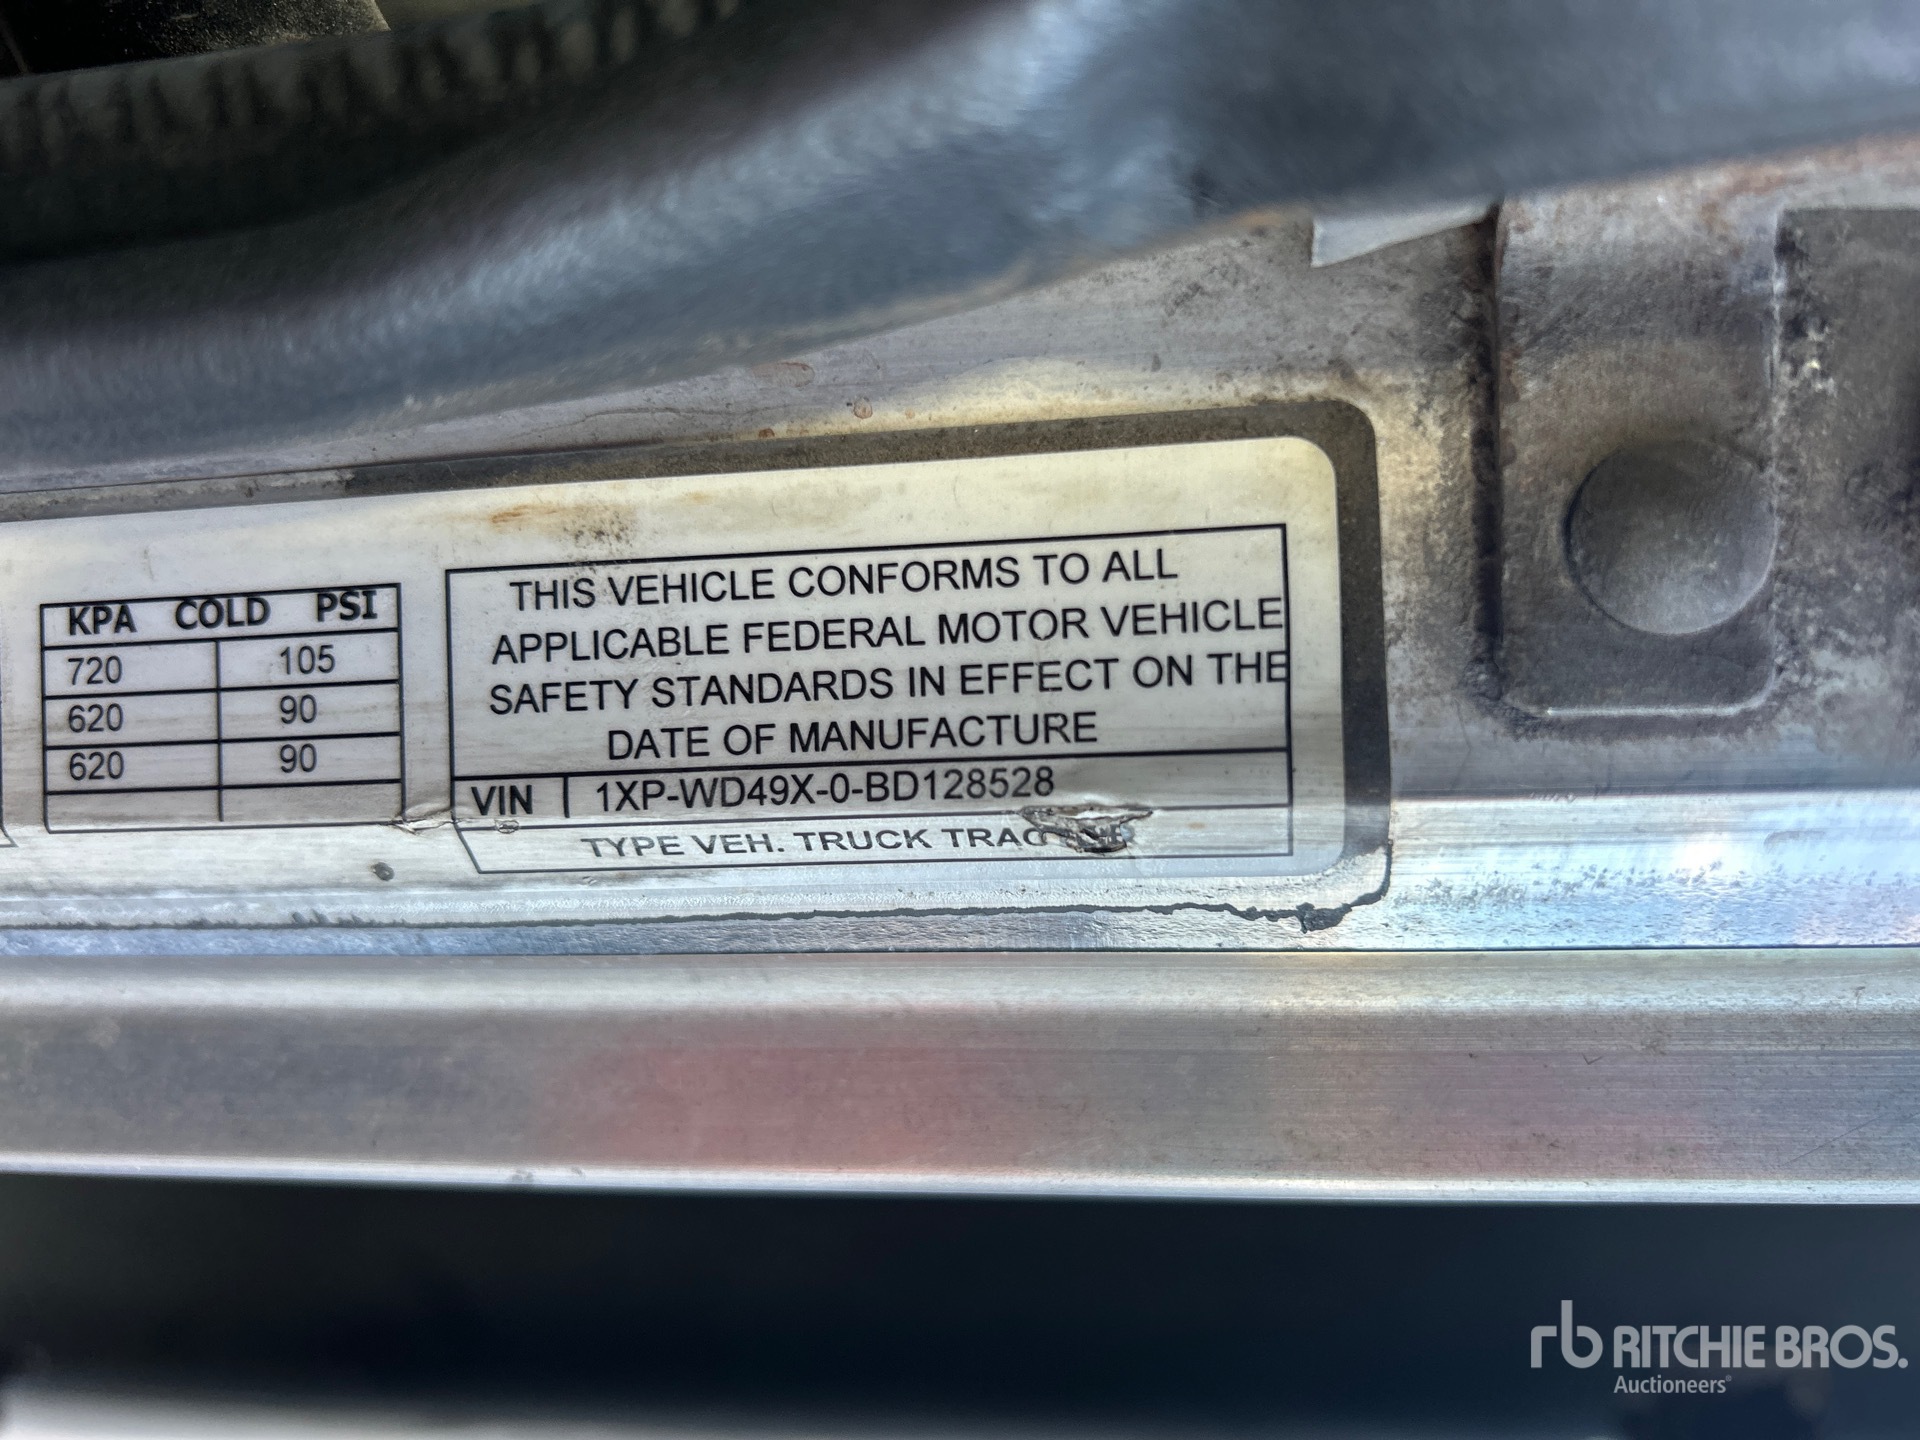 KPA COLD PSI
720 105
620 90
620 90
THIS VEHICLE CONFORMS TO ALL
APPLICABLE FEDERAL MOTOR VEHICLE
SAFETY STANDARDS IN EFFECT ON THE
DATE OF MANUFACTURE
VIN 1XP-WD49X-0-BD128528
TYPE VEH. TRUCK
rb RITCHIE BROS.
Auctioneers